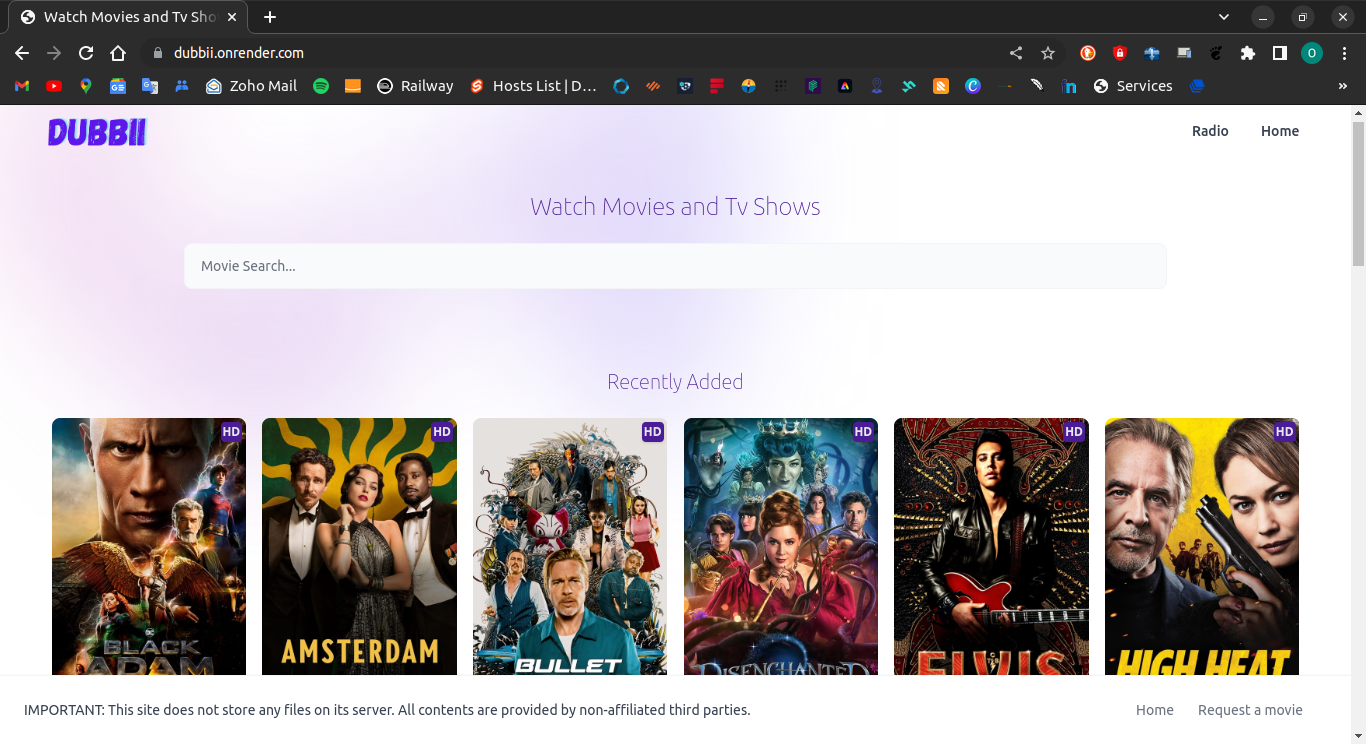 Watch Movies and Tv Sho
dubbii.onrender.com
O
Zoho Mail
Railway
Hosts List | D...
Services
»
DUBBII
Radio
Home
Watch Movies and Tv Shows
Movie Search...
Recently Added
HD
HD
HD
HD
HD
HD
DC
BLACK
ADAM
AMSTERDAM
BULLET
DISENCHANTED
ELVIS
HIGH HEAT
IMPORTANT: This site does not store any files on its server. All contents are provided by non-affiliated third parties.
Home
Request a movie